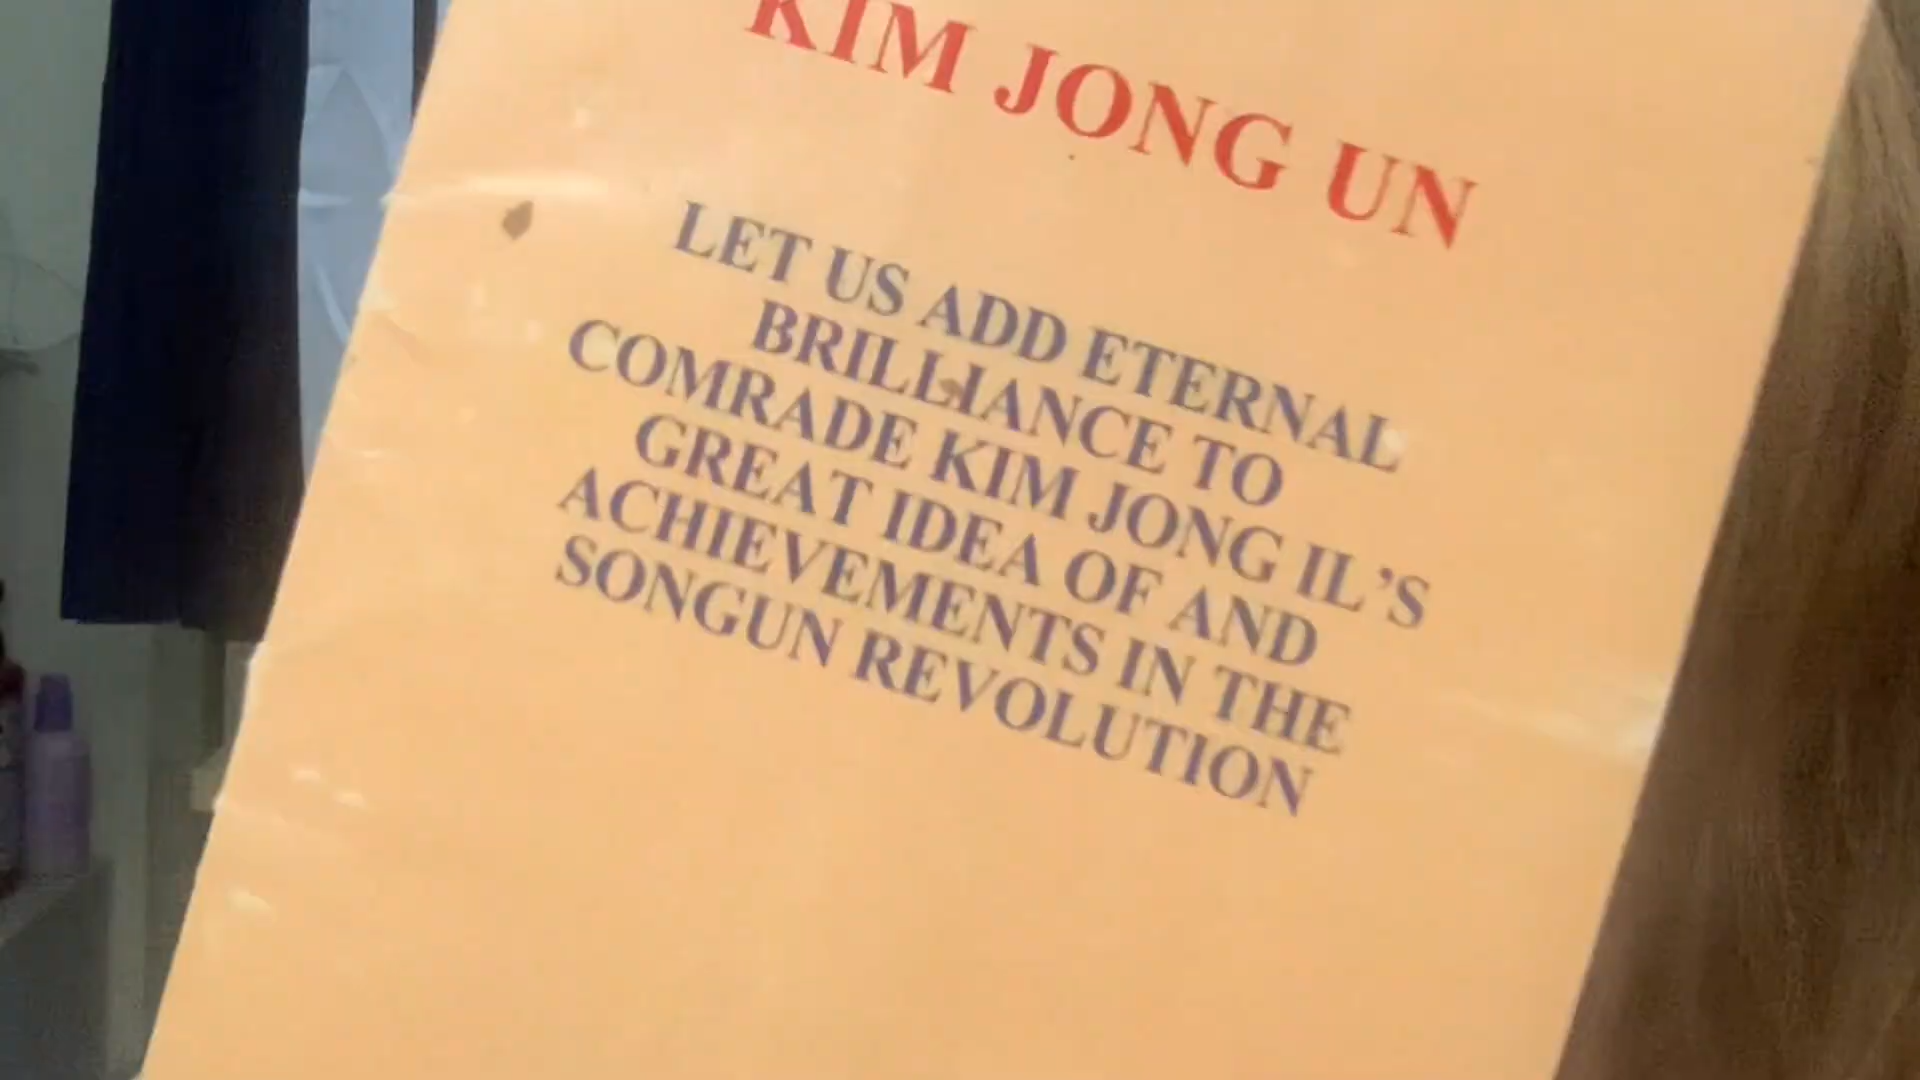 KIM JONG UN
LET US ADD ETERNAL
BRILLIANCE TO
COMRADE KIM JONG IL’S
GREAT IDEA OF AND
ACHIEVEMENTS IN THE
SONGUN REVOLUTION